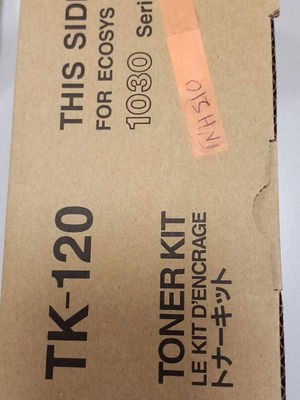 TK-120
TONER KIT
LE KIT D'ENCRAGE
トナーキット
THIS SIDE
FOR ECOSYS
1030 Seri